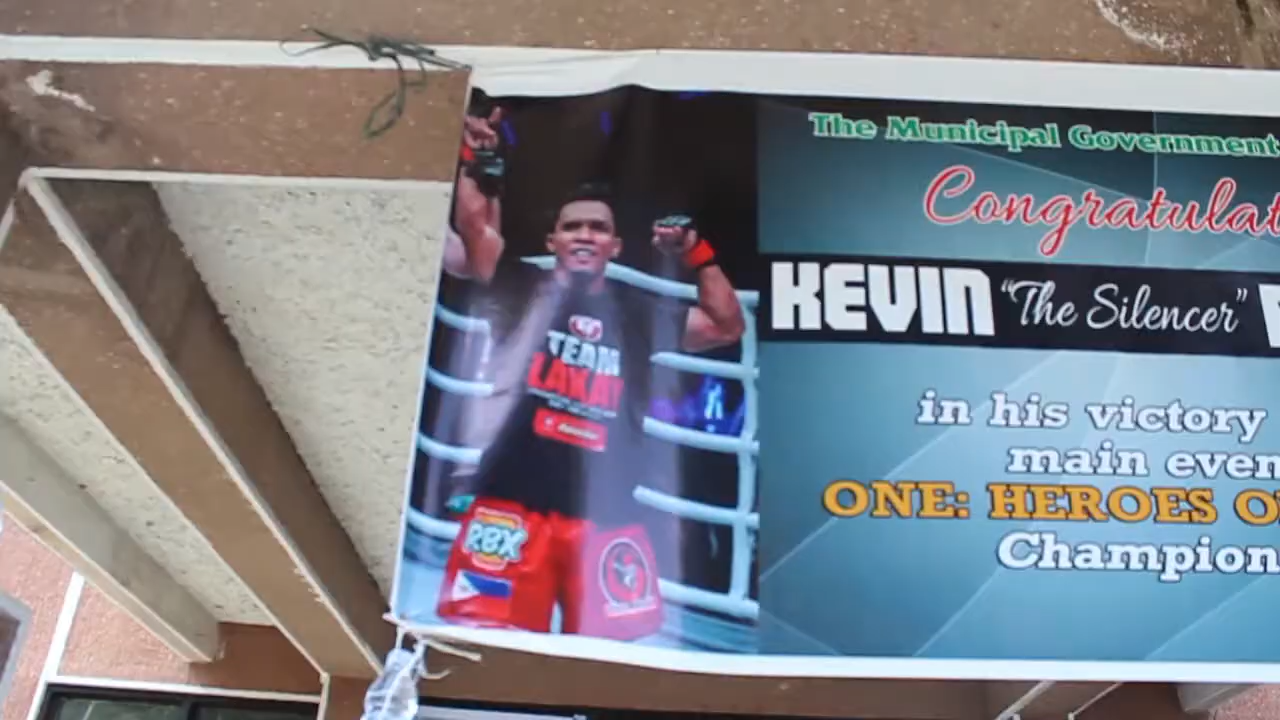 The Municipal Government
Congratulat
KEVIN "The Silencer"
in his victory
main even
ONE: HEROES O
Champion
TEAM
LAKAY
RBX